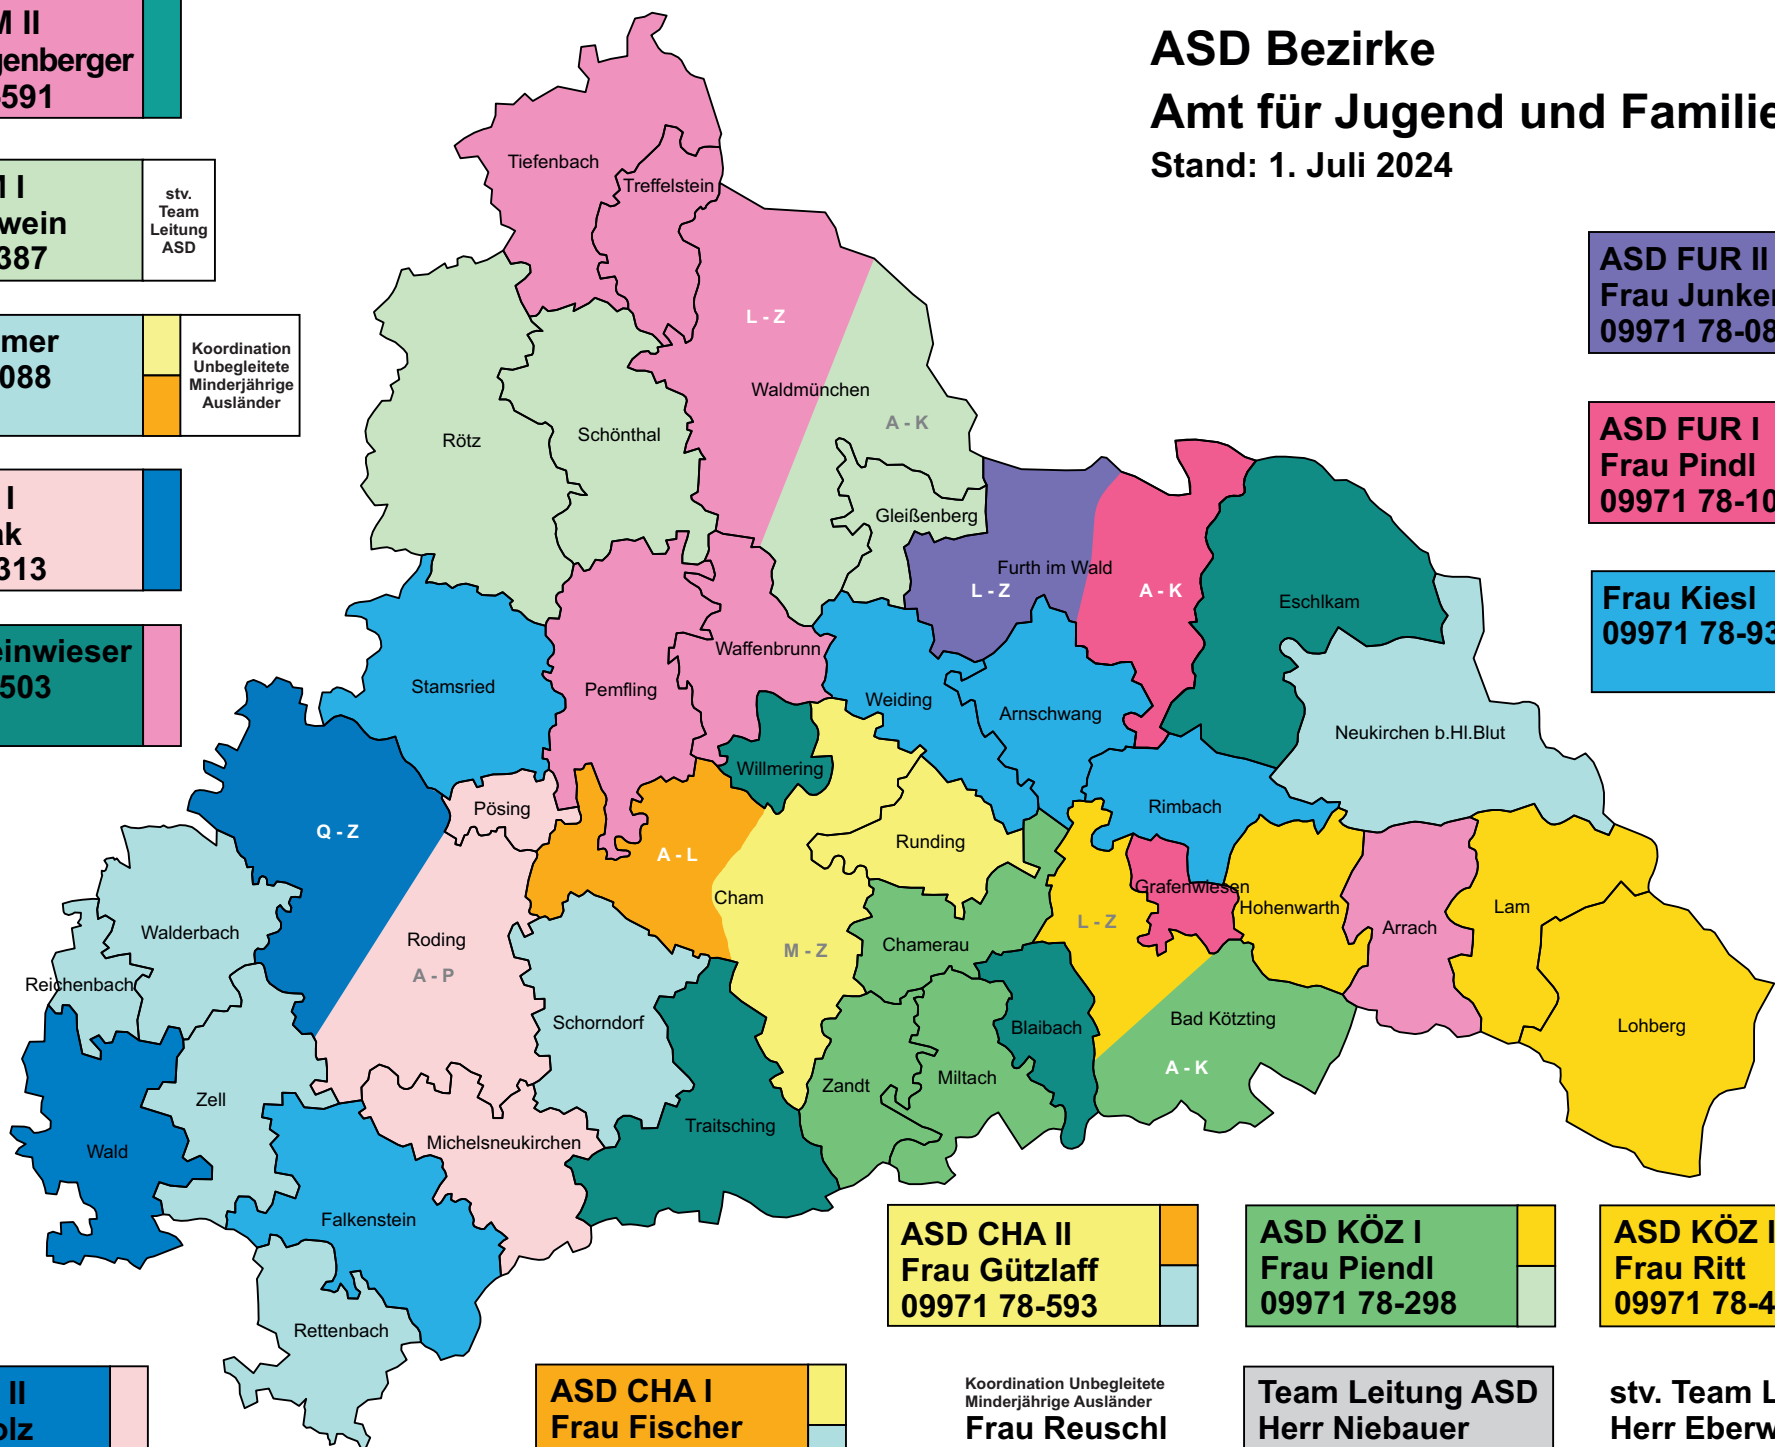 ASD Bezirke
Amt für Jugend und Familie
Stand: 1. Juli 2024
M II
genberger
591
M I
wein
387
stv.
Team
Leitung
ASD
mer
088
Koordination
Unbegleitete
Minderjährige
Ausländer
I
ak
313
einwieser
503
ASD FUR II
Frau Junker
09971 78-08
ASD FUR I
Frau Pindl
09971 78-10
Frau Kiesl
09971 78-93
Tiefenbach
Treffelstein
L - Z
Waldmünchen
A - K
Rötz
Schönthal
Gleißenberg
Furth im Wald
L - Z
A - K
Eschlkam
Waffenbrunn
Stamsried
Pemfling
Weiding
Arnschwang
Neukirchen b.Hl.Blut
Willmering
Pösing
Rimbach
Q - Z
Runding
A - L
Cham
Grafenwiesen
Hohenwarth
Lam
Arrach
L - Z
Walderbach
Roding
A - P
M - Z
Chamerau
Reichenbach
Schorndorf
Blaibach
Bad Kötzting
A - K
Lohberg
Zell
Zandt
Miltach
Wald
Michelsneukirchen
Traitsching
Falkenstein
Rettenbach
ASD CHA II
Frau Gützlaff
09971 78-593
ASD KÖZ I
Frau Piendl
09971 78-298
ASD KÖZ I
Frau Ritt
09971 78-4
II
olz
ASD CHA I
Frau Fischer
Koordination Unbegleitete
Minderjährige Ausländer
Frau Reuschl
Team Leitung ASD
Herr Niebauer
stv. Team L
Herr Eberw